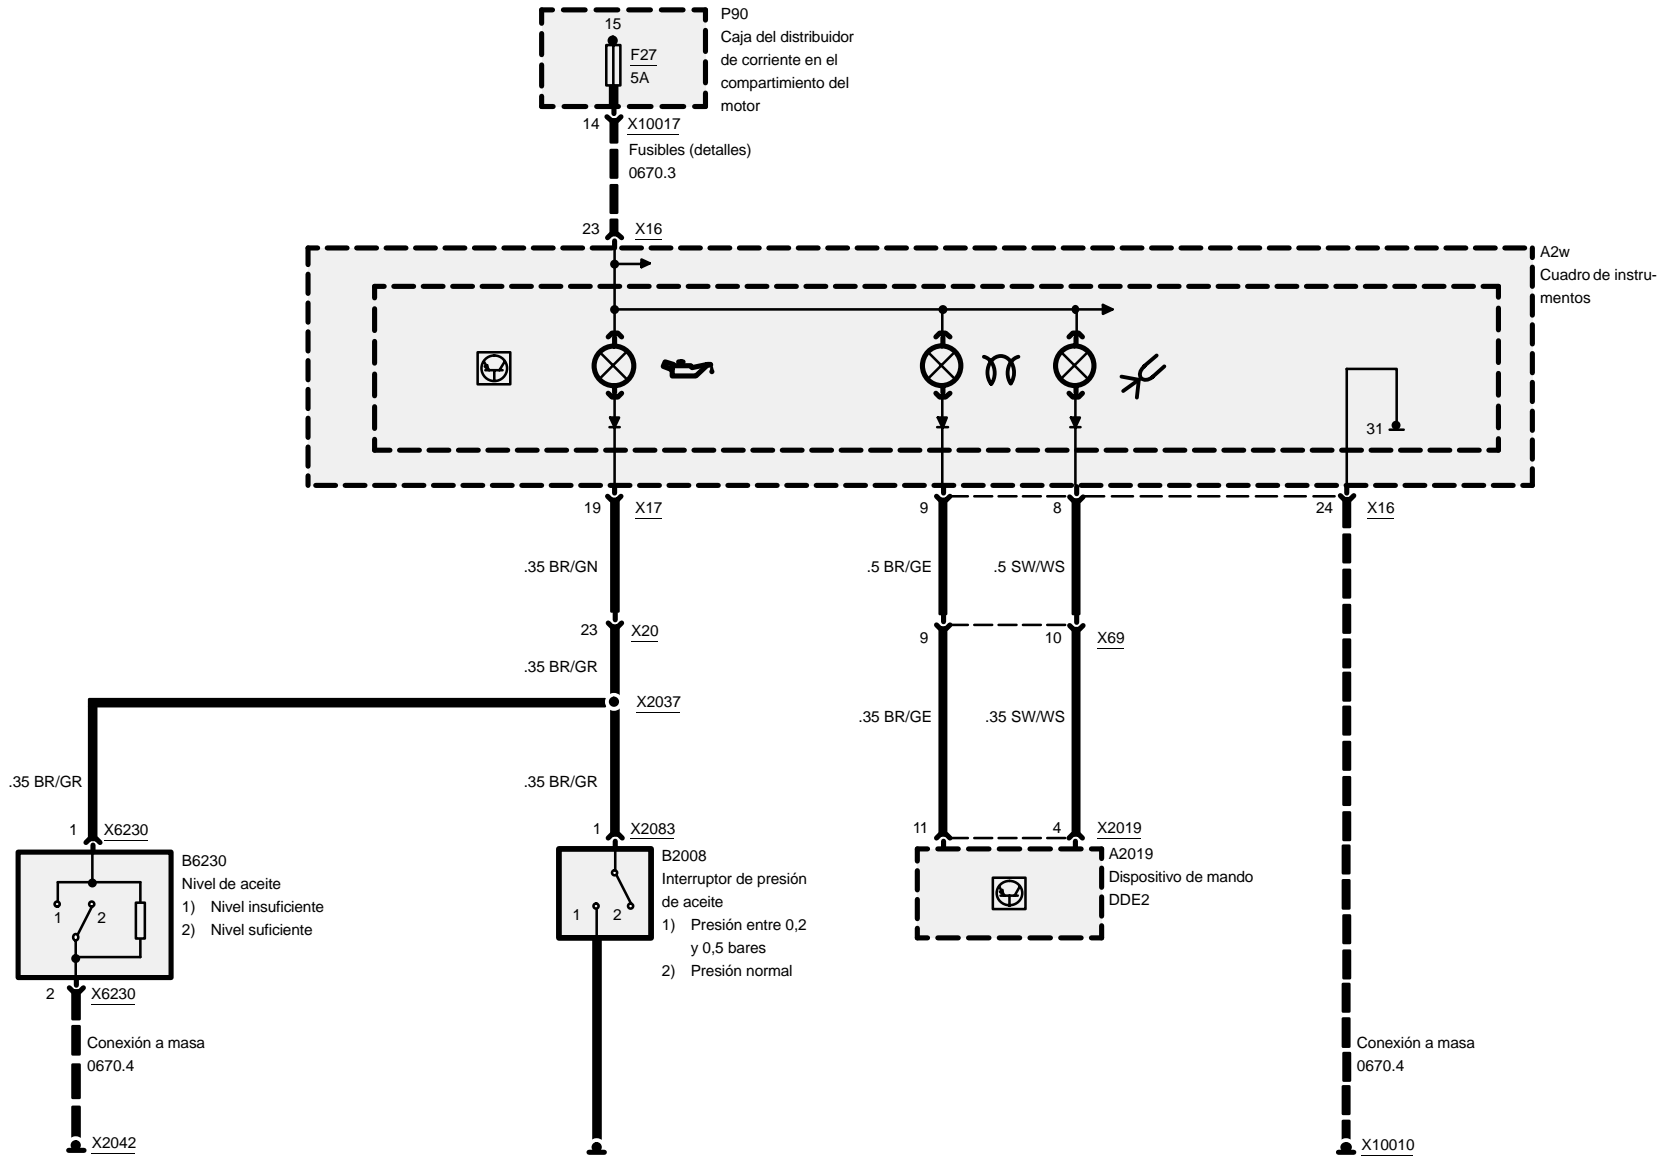 P90
15
Caja del distribuidor
F27
de corriente en el
5A
compartimiento del
motor
14 X10017
Fusibles (detalles)
0670.3
23 X16
A2w
Cuadro de instru-
mentos
31
19 X17
9
8
24 X16
.35 BR/GN
.5 BR/GE
.5 SW/WS
23 X20
9
10 X69
.35 BR/GR
X2037
.35 BR/GE
.35 SW/WS
.35 BR/GR
.35 BR/GR
1 X6230
1 X2083
11
4 X2019
B6230
Nivel de aceite
1) Nivel insuficiente
2) Nivel suficiente
1 2
B2008
Interruptor de presión
de aceite
1) Presión entre 0,2
y 0,5 bares
2) Presión normal
1 2
A2019
Dispositivo de mando
DDE2
2 X6230
Conexión a masa
0670.4
Conexión a masa
0670.4
X2042
X10010